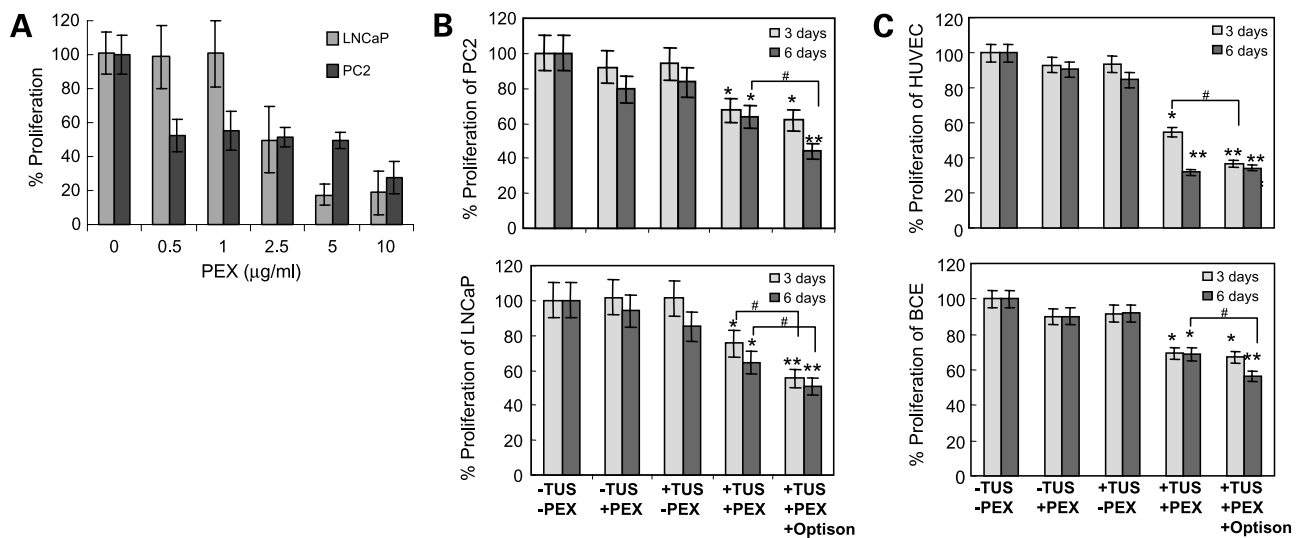 A
B
C
120
100
80
60
40
20
0
% Proliferation
LNCaP
PC2
0 0.5 1 2.5 5 10
PEX (μg/ml)
120
100
80
60
40
20
0
% Proliferation of PC2
3 days
6 days
* * # * **
120
100
80
60
40
20
0
% Proliferation of LNCaP
3 days
6 days
# #
* * ** **
-TUS -TUS +TUS +TUS +TUS
-PEX +PEX -PEX +PEX +PEX
+Optison
120
100
80
60
40
20
0
% Proliferation of HUVEC
3 days
6 days
#
* ** ** **
120
100
80
60
40
20
0
% Proliferation of BCE
3 days
6 days
#
* * * **
-TUS -TUS +TUS +TUS +TUS
-PEX +PEX -PEX +PEX +PEX
+Optison